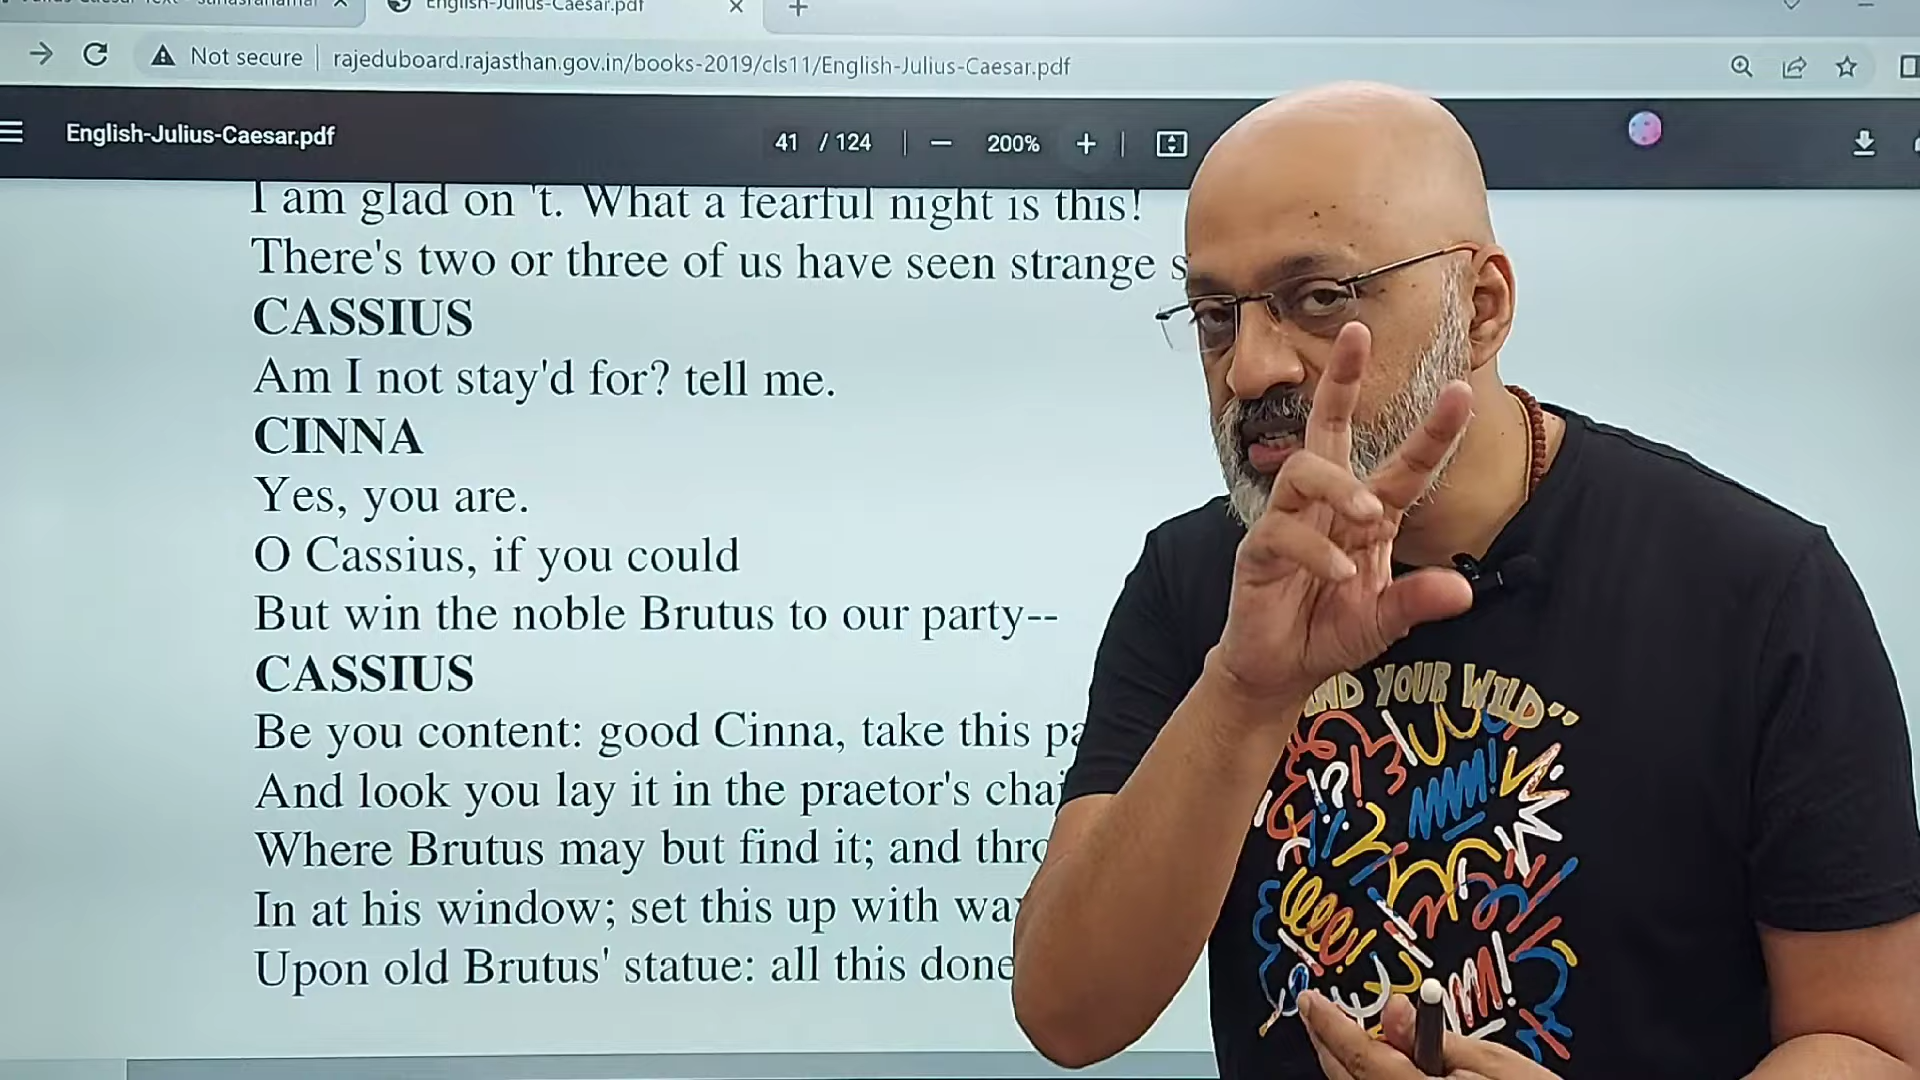 English-Julius-Caesar.pdf
Not secure
rajeduboard.rajasthan.gov.in/books-2019/cls11/English-Julius-Caesar.pdf
English-Julius-Caesar.pdf
41 / 124
200%
I am glad on 't. What a fearful night is this!
There's two or three of us have seen strange
CASSIUS
Am I not stay'd for? tell me.
CINNA
Yes, you are.
O Cassius, if you could
But win the noble Brutus to our party--
CASSIUS
Be you content: good Cinna, take this
And look you lay it in the praetor's
Where Brutus may but find it; and
In at his window; set this up with
Upon old Brutus' statue: all this done
YOUR WILD"